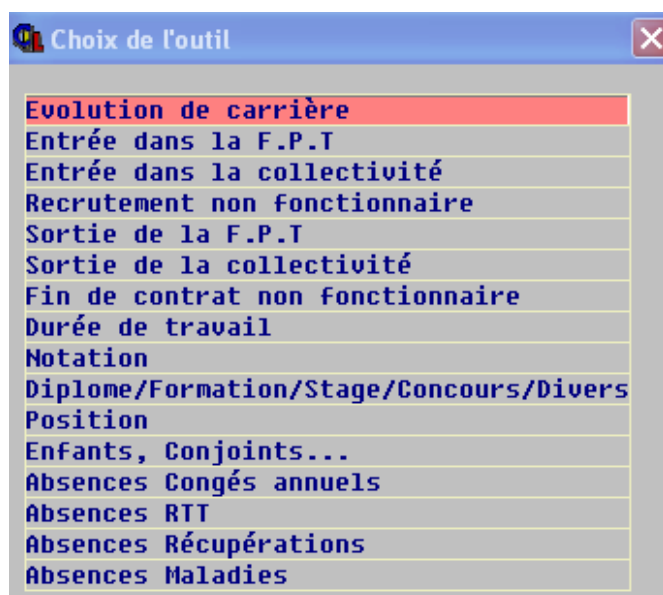 Choix de l'outil
Evolution de carrière
Entrée dans la F.P.T
Entrée dans la collectivité
Recrutement non fonctionnaire
Sortie de la F.P.T
Sortie de la collectivité
Fin de contrat non fonctionnaire
Durée de travail
Notation
Diplome/Formation/Stage/Concours/Divers
Position
Enfants, Conjoints...
Absences Congés annuels
Absences RTT
Absences Récupérations
Absences Maladies